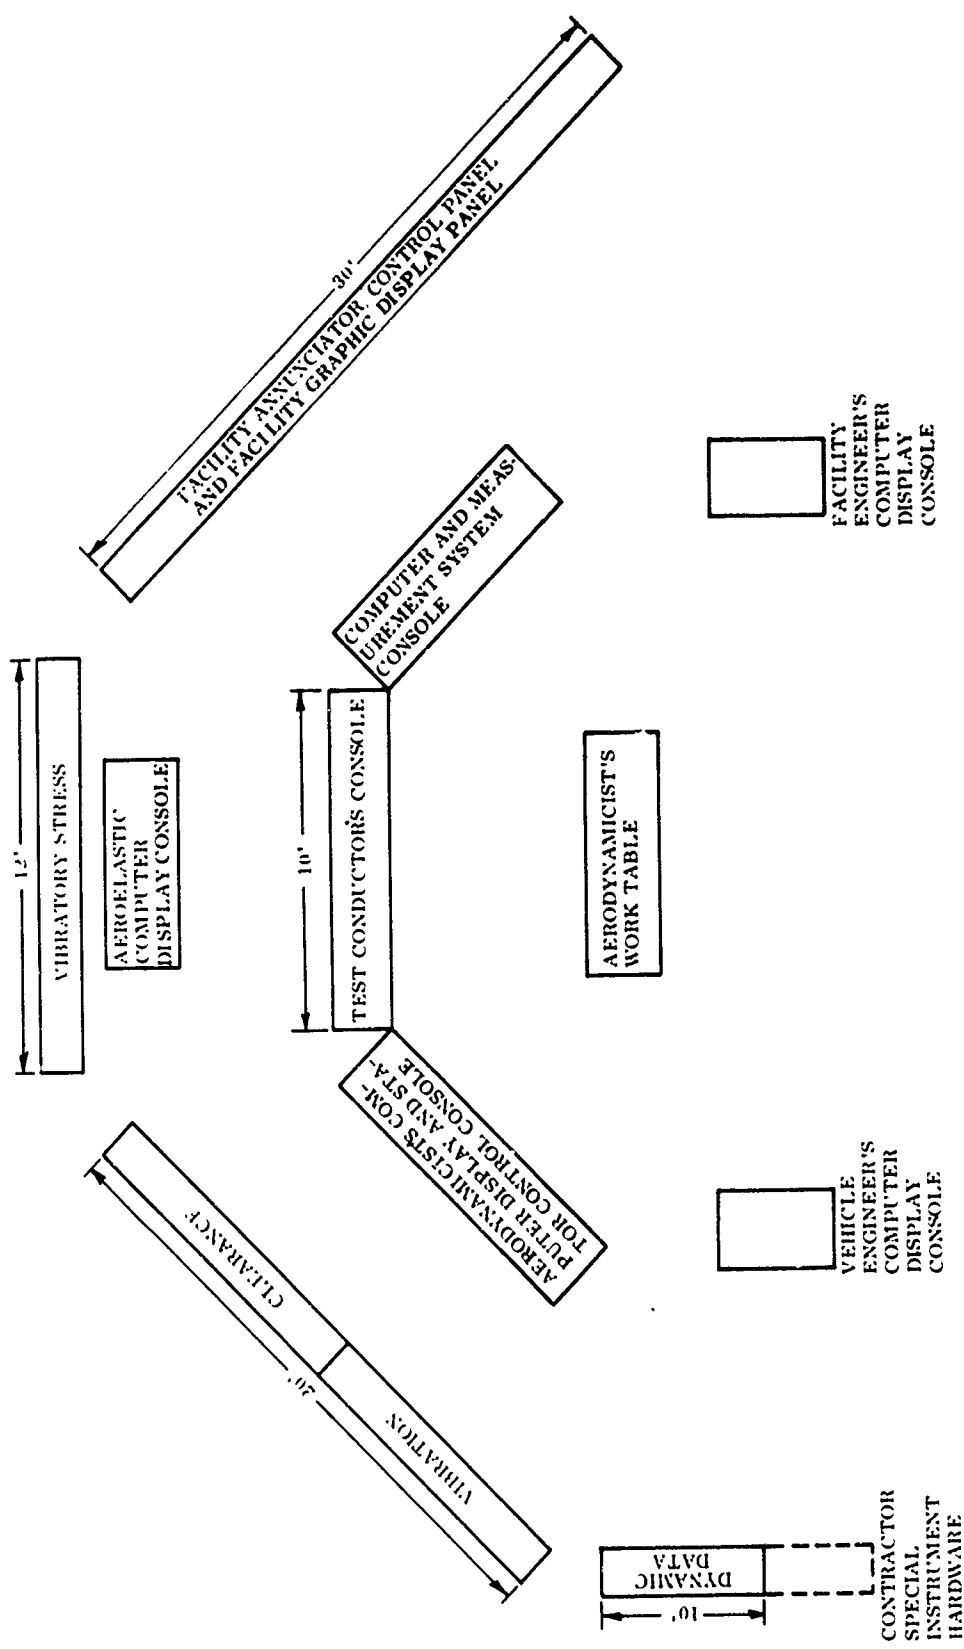 12'
VIBRATORY STRESS
AEROELASTIC
COMPUTER
DISPLAY CONSOLE
30'
FACILITY ANNUNCIATOR, CONTROL PANEL
AND FACILITY GRAPHIC DISPLAY PANEL
20'
CLEARANCE
VIBRATION
10'
TEST CONDUCTORS CONSOLE
COMPUTER AND MEAS-
UREMENT SYSTEM
CONSOLE
AERODYNAMICISTS COM-
PUTER DISPLAY AND STA-
TOR CONTROL CONSOLE
AERODYNAMICIST'S
WORK TABLE
10'
DYNAMIC
DATA
CONTRACTOR
SPECIAL
INSTRUMENT
HARDWARE
VEHICLE
ENGINEER'S
COMPUTER
DISPLAY
CONSOLE
FACILITY
ENGINEER'S
COMPUTER
DISPLAY
CONSOLE